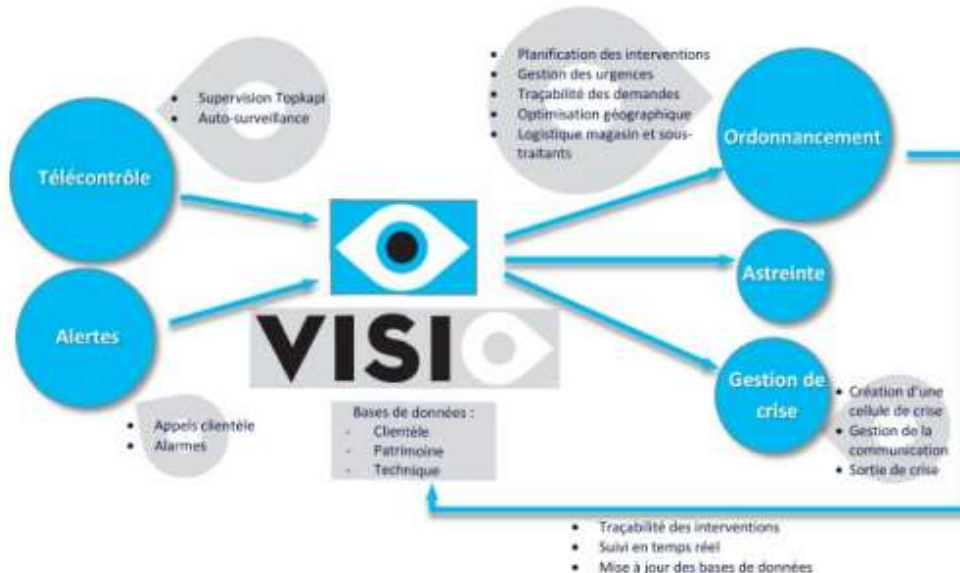 Supervision Topkapi
Auto-surveillance
Télécontrôle
Alertes
Appels clientèle
Alarmes
VISIO
Bases de données :
- Clientèle
- Patrimoine
- Technique
Planification des interventions
Gestion des urgences
Traçabilité des demandes
Optimisation géographique
Logistique magasin et sous-
traitants
Ordonnancement
Astreinte
Gestion de
crise
Création d'une
cellule de crise
Gestion de la
communication
Sortie de crise
Traçabilité des interventions
Suivi en temps réel
Mise à jour des bases de données